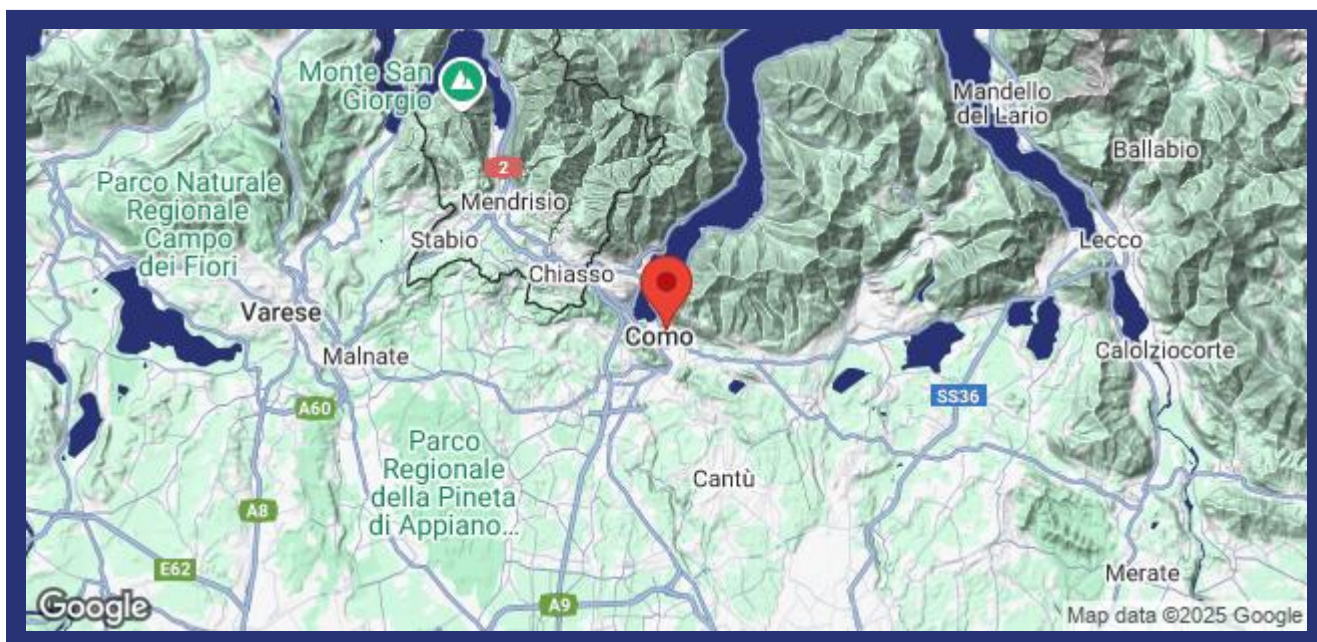 Monte San
Giorgio
Mandello
del Lario
Ballabio
2
Parco Naturale
Regionale
Campo
dei Fiori
Mendrisio
Stabio
Lecco
Chiasso
Varese
Como
Malnate
Calolziocorte
SS36
A60
Parco
Regionale
della Pineta
di Appiano...
Cantù
A8
E62
Merate
A9
Google
Map data ©2025 Google